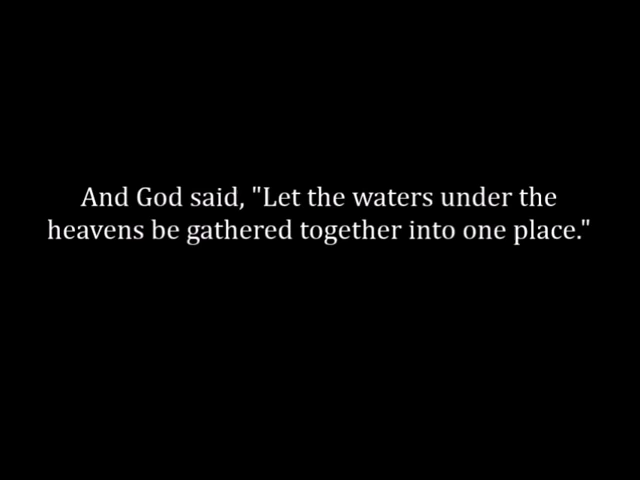 And God said, "Let the waters under the
heavens be gathered together into one place."